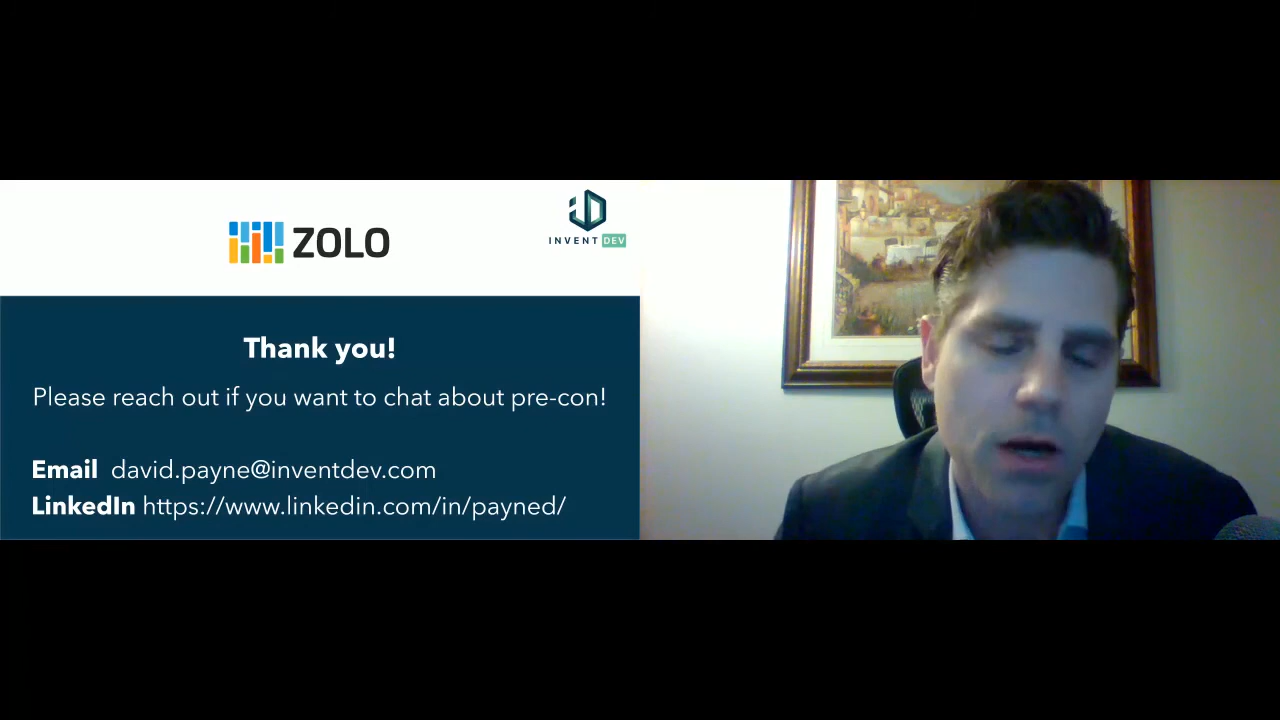 ZOLO
INVENT DEV
Thank you!
Please reach out if you want to chat about pre-con!
Email david.payne@inventdev.com
LinkedIn https://www.linkedin.com/in/payned/